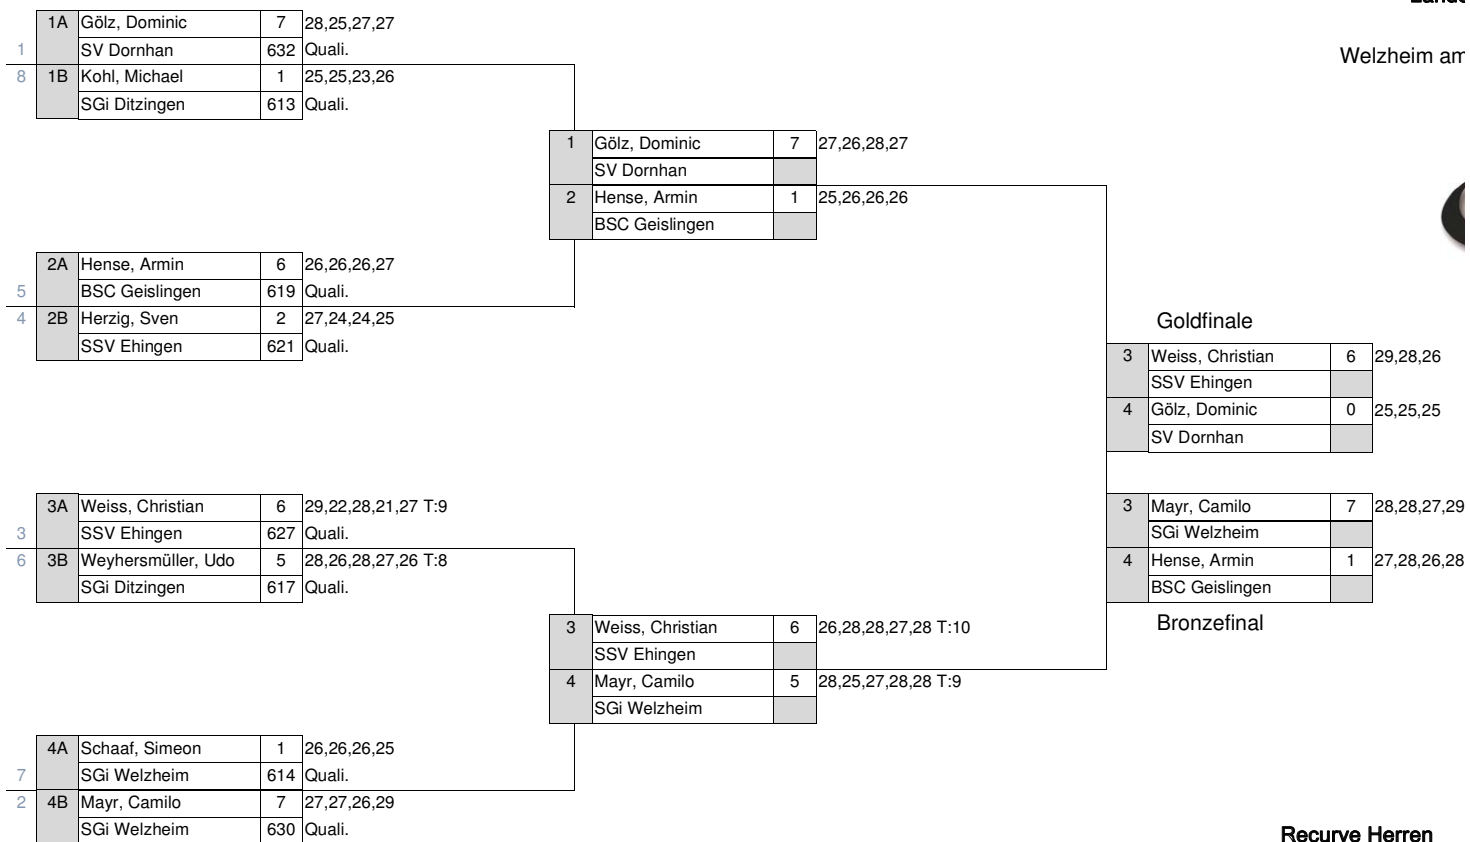 1A Gölz, Dominic 7 28,25,27,27
1 SV Dornhan 632 Quali.
8 1B Kohl, Michael 1 25,25,23,26
SGi Ditzingen 613 Quali.
Welzheim am
1 Gölz, Dominic 7 27,26,28,27
SV Dornhan
2 Hense, Armin 1 25,26,26,26
BSC Geislingen
2A Hense, Armin 6 26,26,26,27
5 BSC Geislingen 619 Quali.
4 2B Herzig, Sven 2 27,24,24,25
SSV Ehingen 621 Quali.
Goldfinale
3 Weiss, Christian 6 29,28,26
SSV Ehingen
4 Gölz, Dominic 0 25,25,25
SV Dornhan
3A Weiss, Christian 6 29,22,28,21,27 T:9
3 SSV Ehingen 627 Quali.
6 3B Weyhersmüller, Udo 5 28,26,28,27,26 T:8
SGi Ditzingen 617 Quali.
3 Mayr, Camilo 7 28,28,27,29
SGi Welzheim
4 Hense, Armin 1 27,28,26,28
BSC Geislingen
Bronzefinal
3 Weiss, Christian 6 26,28,28,27,28 T:10
SSV Ehingen
4 Mayr, Camilo 5 28,25,27,28,28 T:9
SGi Welzheim
4A Schaaf, Simeon 1 26,26,26,25
7 SGi Welzheim 614 Quali.
2 4B Mayr, Camilo 7 27,27,26,29
SGi Welzheim 630 Quali.
Recurve Herren